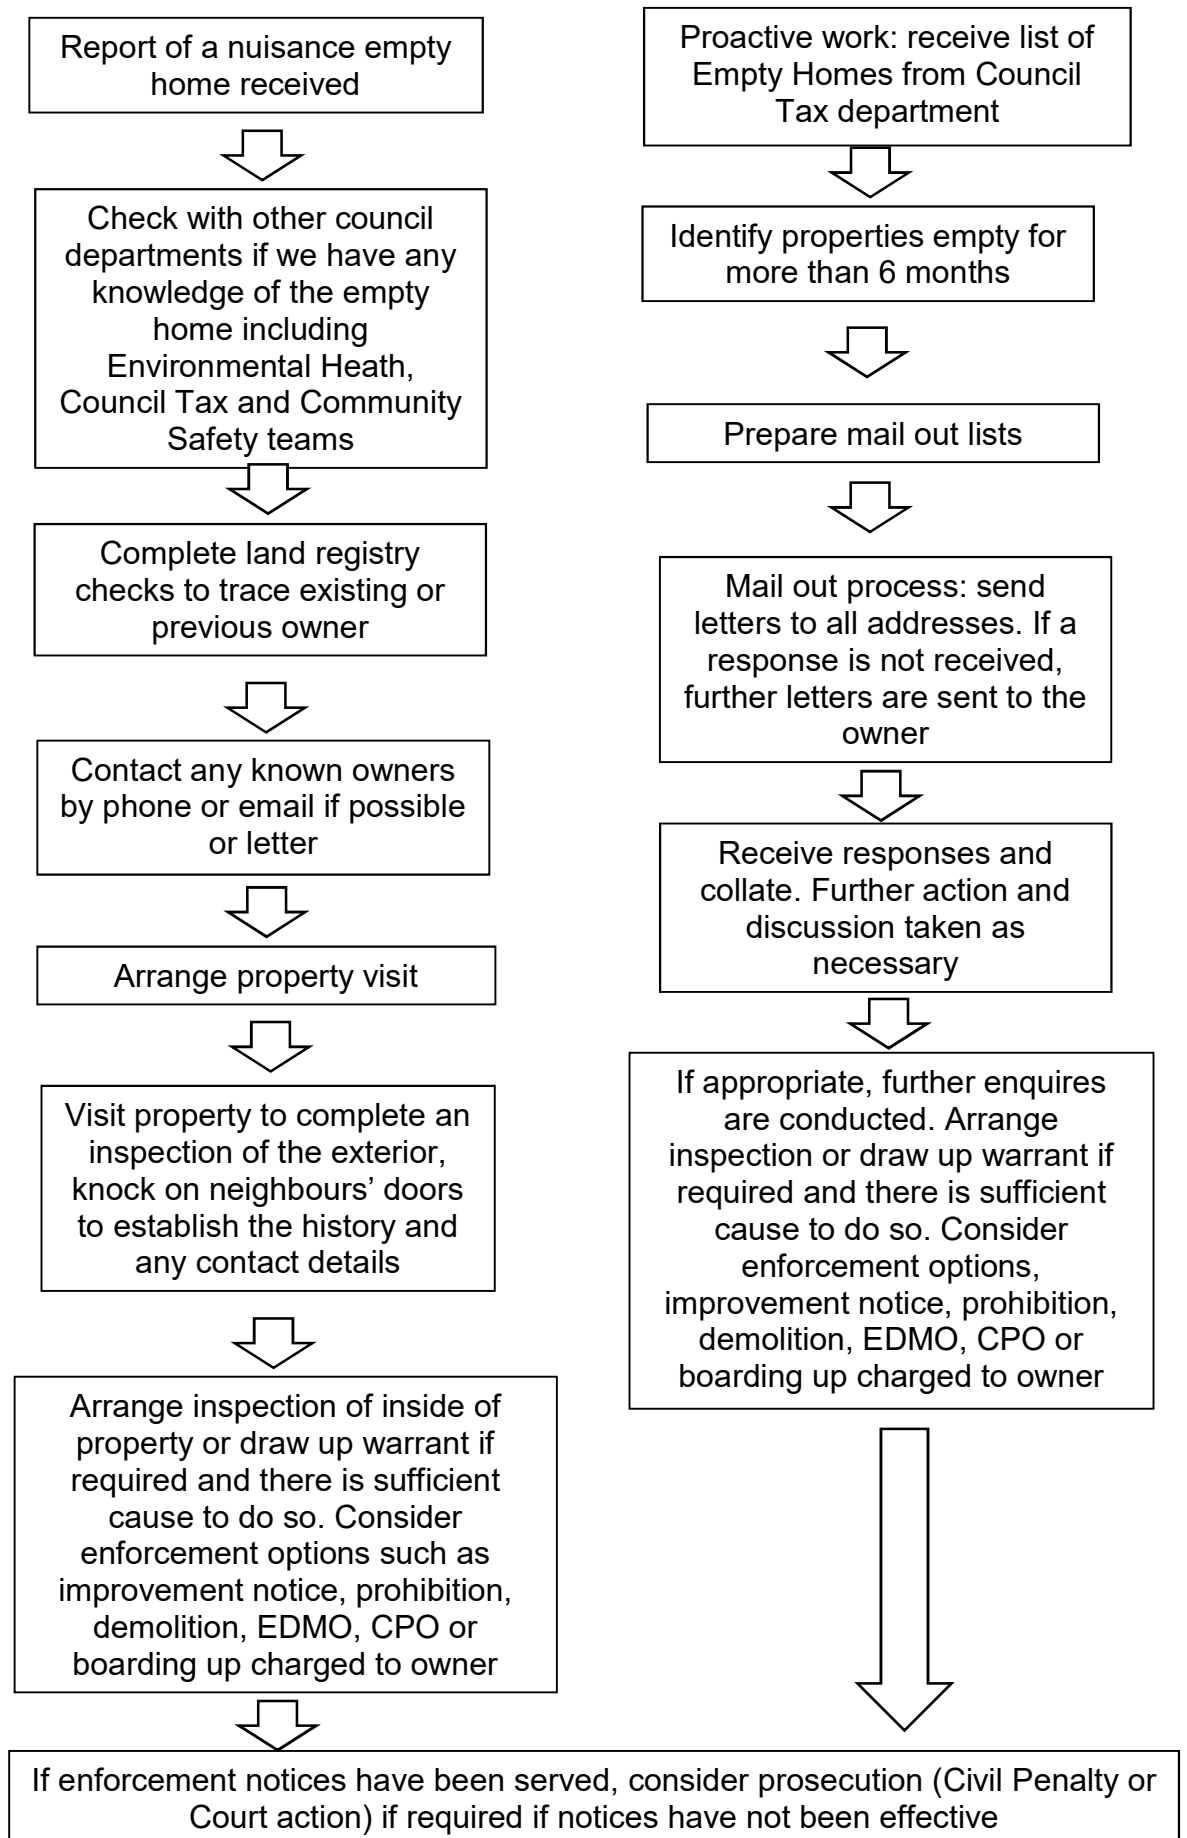 Report of a nuisance empty
home received
Check with other council
departments if we have any
knowledge of the empty
home including
Environmental Heath,
Council Tax and Community
Safety teams
Complete land registry
checks to trace existing or
previous owner
Contact any known owners
by phone or email if possible
or letter
Arrange property visit
Visit property to complete an
inspection of the exterior,
knock on neighbours’ doors
to establish the history and
any contact details
Arrange inspection of inside of
property or draw up warrant if
required and there is sufficient
cause to do so. Consider
enforcement options such as
improvement notice, prohibition,
demolition, EDMO, CPO or
boarding up charged to owner
Proactive work: receive list of
Empty Homes from Council
Tax department
Identify properties empty for
more than 6 months
Prepare mail out lists
Mail out process: send
letters to all addresses. If a
response is not received,
further letters are sent to the
owner
Receive responses and
collate. Further action and
discussion taken as
necessary
If appropriate, further enquires
are conducted. Arrange
inspection or draw up warrant if
required and there is sufficient
cause to do so. Consider
enforcement options,
improvement notice, prohibition,
demolition, EDMO, CPO or
boarding up charged to owner
If enforcement notices have been served, consider prosecution (Civil Penalty or
Court action) if required if notices have not been effective